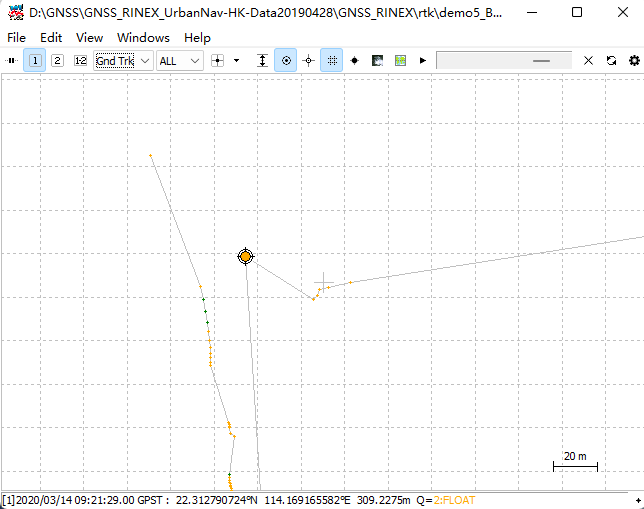 D:\GNSS\GNSS_RINEX_UrbanNav-HK-Data20190428\GNSS_RINEX\rtk\demo5_B...
File Edit View Windows Help
1 2 1-2 Gnd Trk ALL
20 m
[1]2020/03/14 09:21:29.00 GPST : 22.312790724°N 114.169165582°E 309.2275m Q=2:FLOAT